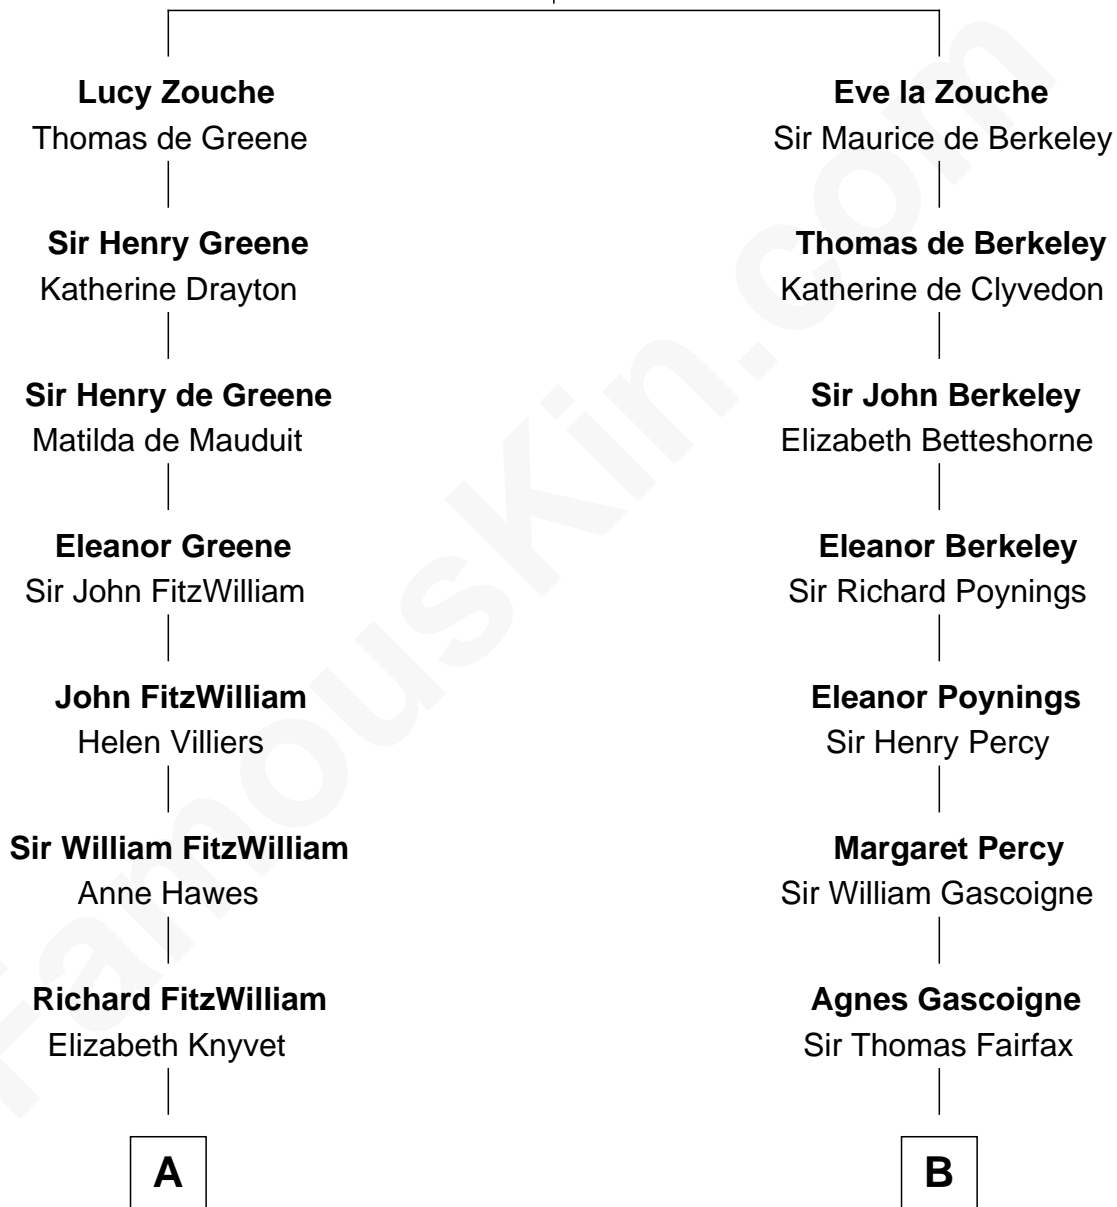 Lucy Zouche
Thomas de Greene
Sir Henry Greene
Katherine Drayton
Sir Henry de Greene
Matilda de Mauduit
Eleanor Greene
Sir John FitzWilliam
John FitzWilliam
Helen Villiers
Sir William FitzWilliam
Anne Hawes
Richard FitzWilliam
Elizabeth Knyvet
A
Eve la Zouche
Sir Maurice de Berkeley
Thomas de Berkeley
Katherine de Clyvedon
Sir John Berkeley
Elizabeth Betteshorne
Eleanor Berkeley
Sir Richard Poynings
Eleanor Poynings
Sir Henry Percy
Margaret Percy
Sir William Gascoigne
Agnes Gascoigne
Sir Thomas Fairfax
B
FamousKin.com